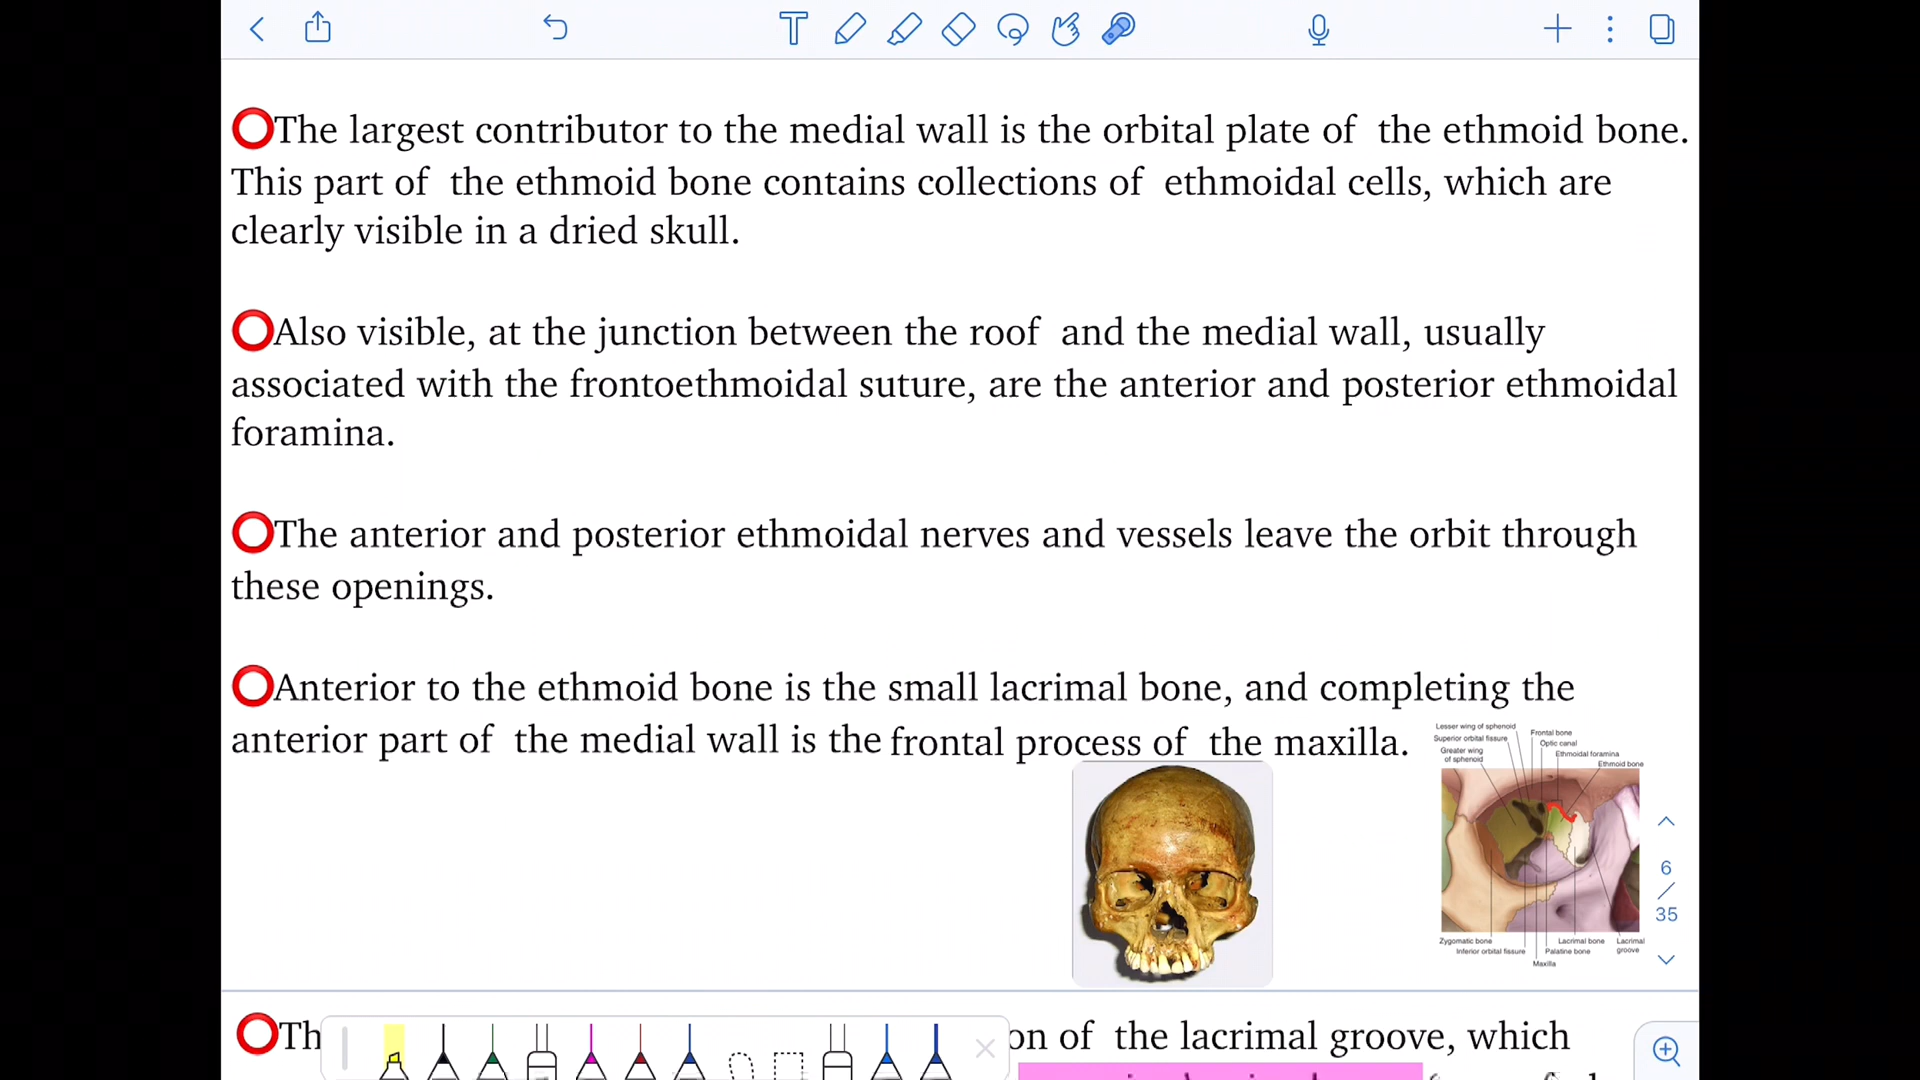 The largest contributor to the medial wall is the orbital plate of the ethmoid bone.
This part of the ethmoid bone contains collections of ethmoidal cells, which are
clearly visible in a dried skull.
Also visible, at the junction between the roof and the medial wall, usually
associated with the frontoethmoidal suture, are the anterior and posterior ethmoidal
foramina.
The anterior and posterior ethmoidal nerves and vessels leave the orbit through
these openings.
Anterior to the ethmoid bone is the small lacrimal bone, and completing the
anterior part of the medial wall is the frontal process of the maxilla.
Lesser wing of sphenoid
Superior orbital fissure
Greater wing
of sphenoid
Frontal bone
Optic canal
Ethmoidal foramina
Ethmoid bone
6
/
35
Zygomatic bone
Inferior orbital fissure
Maxilla
Palatine bone
Lacrimal bone
Lacrimal
groove
Th
on of the lacrimal groove, which